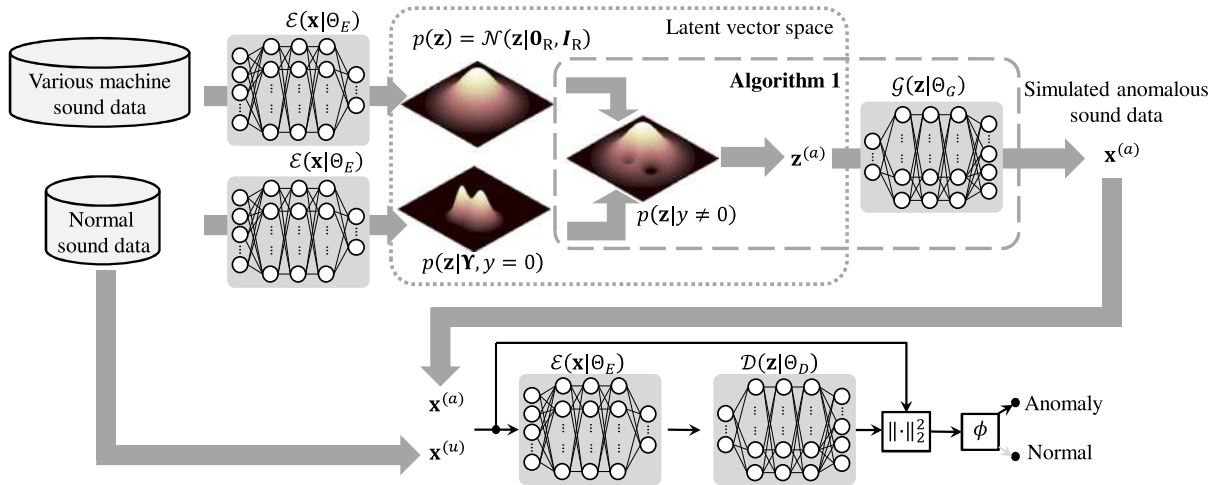 ℰ(𝐱|Θ_E)
Various machine
sound data
p(𝐳) = 𝒩(𝐳|𝟎_R, 𝑰_R)
Latent vector space
Algorithm 1
𝒢(𝐳|Θ_G)
Simulated anomalous
sound data
𝐱^(a)
ℰ(𝐱|Θ_E)
𝐳^(a)
Normal
sound data
p(𝐳|y ≠ 0)
p(𝐳|𝚼, y = 0)
ℰ(𝐱|Θ_E)
𝒟(𝐳|Θ_D)
𝐱^(a)
𝐱^(u)
‖·‖₂²
ϕ
Anomaly
Normal